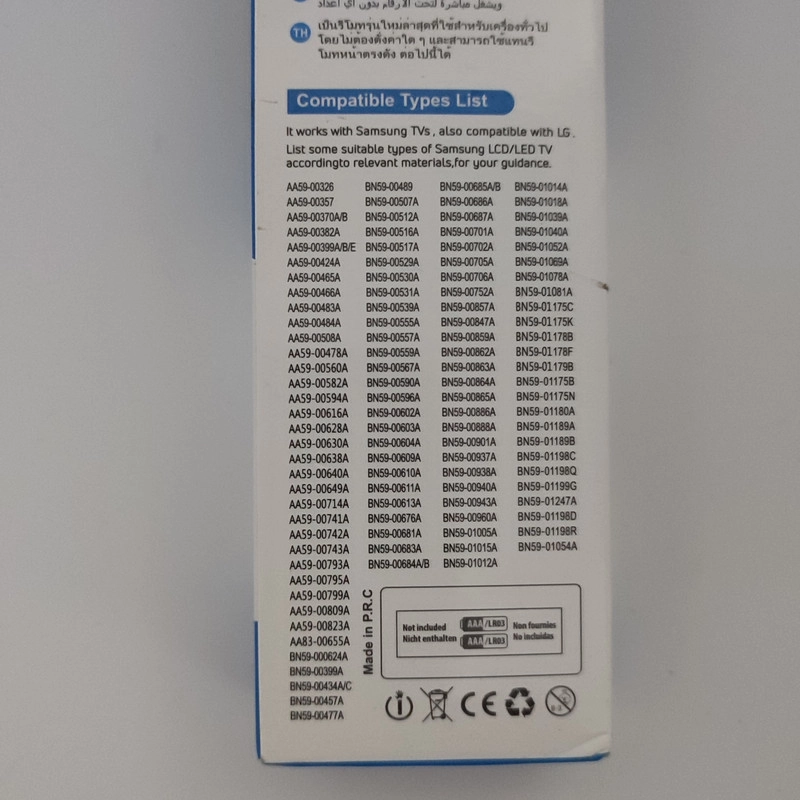 ويشغل مباشرة لتحت الأرقام بدون أي اعداد
TH เป็นรีโมทรุ่นใหม่ล่าสุดที่ใช้สำหรับเครื่องทั่วไป
โดยไม่ต้องตั้งค่าใด ๆ และสามารถใช้แทนรี
โมทหน้าตรงดัง ต่อไปนี้ได้
Compatible Types List
It works with Samsung TVs, also compatible with LG.
List some suitable types of Samsung LCD/LED TV
accordingto relevant materials,for your guidance.
AA59-00326 BN59-00489 BN59-00685A/B BN59-01014A
AA59-00357 BN59-00507A BN59-00686A BN59-01018A
AA59-00370A/B BN59-00512A BN59-00687A BN59-01039A
AA59-00382A BN59-00516A BN59-00701A BN59-01040A
AA59-00399A/B/E BN59-00517A BN59-00702A BN59-01052A
AA59-00424A BN59-00529A BN59-00705A BN59-01069A
AA59-00465A BN59-00530A BN59-00706A BN59-01078A
AA59-00466A BN59-00531A BN59-00752A BN59-01081A
AA59-00483A BN59-00539A BN59-00857A BN59-01175C
AA59-00484A BN59-00555A BN59-00847A BN59-01175K
AA59-00508A BN59-00557A BN59-00859A BN59-01178B
AA59-00478A BN59-00559A BN59-00862A BN59-01178F
AA59-00560A BN59-00567A BN59-00863A BN59-01179B
AA59-00582A BN59-00590A BN59-00864A BN59-01175B
AA59-00594A BN59-00596A BN59-00865A BN59-01175N
AA59-00616A BN59-00602A BN59-00886A BN59-01180A
AA59-00628A BN59-00603A BN59-00888A BN59-01189A
AA59-00630A BN59-00604A BN59-00901A BN59-01189B
AA59-00638A BN59-00609A BN59-00937A BN59-01198C
AA59-00640A BN59-00610A BN59-00938A BN59-01198Q
AA59-00649A BN59-00611A BN59-00940A BN59-01199G
AA59-00714A BN59-00613A BN59-00943A BN59-01247A
AA59-00741A BN59-00676A BN59-00960A BN59-01198D
AA59-00742A BN59-00681A BN59-01005A BN59-01198R
AA59-00743A BN59-00683A BN59-01015A BN59-01054A
AA59-00793A BN59-00684A/B BN59-01012A
AA59-00795A
AA59-00799A
AA59-00809A
AA59-00823A
AA83-00655A
BN59-000624A
BN59-00399A
BN59-00434A/C
BN59-00457A
BN59-00477A
Made in P.R.C
Not included AAA/LR03 Non fournies
Nicht enthalten AAA/LR03 No incluidas
CE